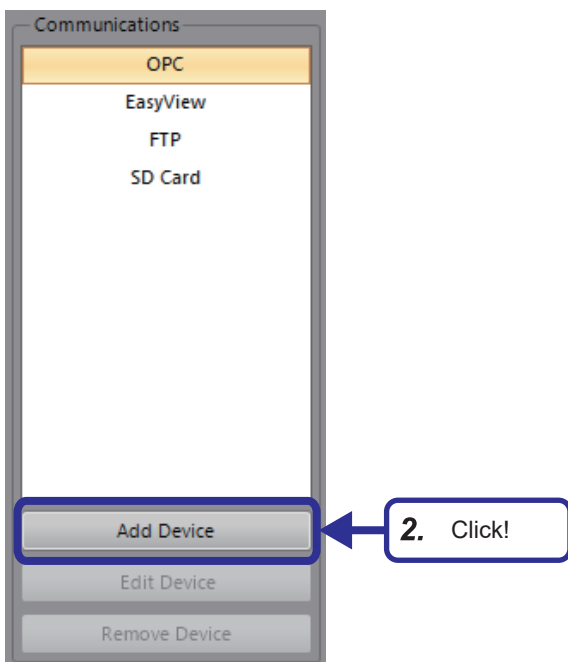 Communications
OPC
EasyView
FTP
SD Card
Add Device
2. Click!
Edit Device
Remove Device